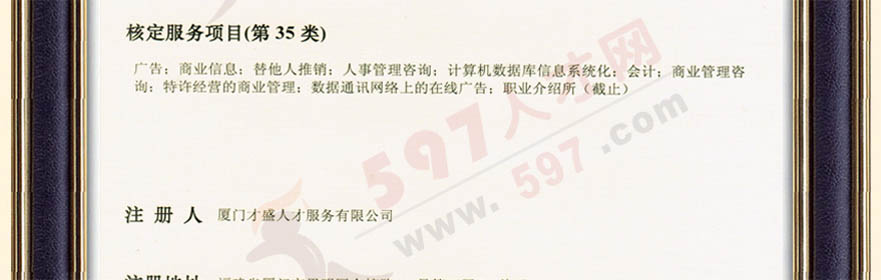 核定服务项目(第 35 类)
广告；商业信息；替他人推销；人事管理咨询；计算机数据库信息系统化；会计；商业管理咨
询；特许经营的商业管理；数据通讯网络上的在线广告；职业介绍所（截止）
597人才网
www.597.com
注 册 人 厦门才盛人才服务有限公司
注册地址